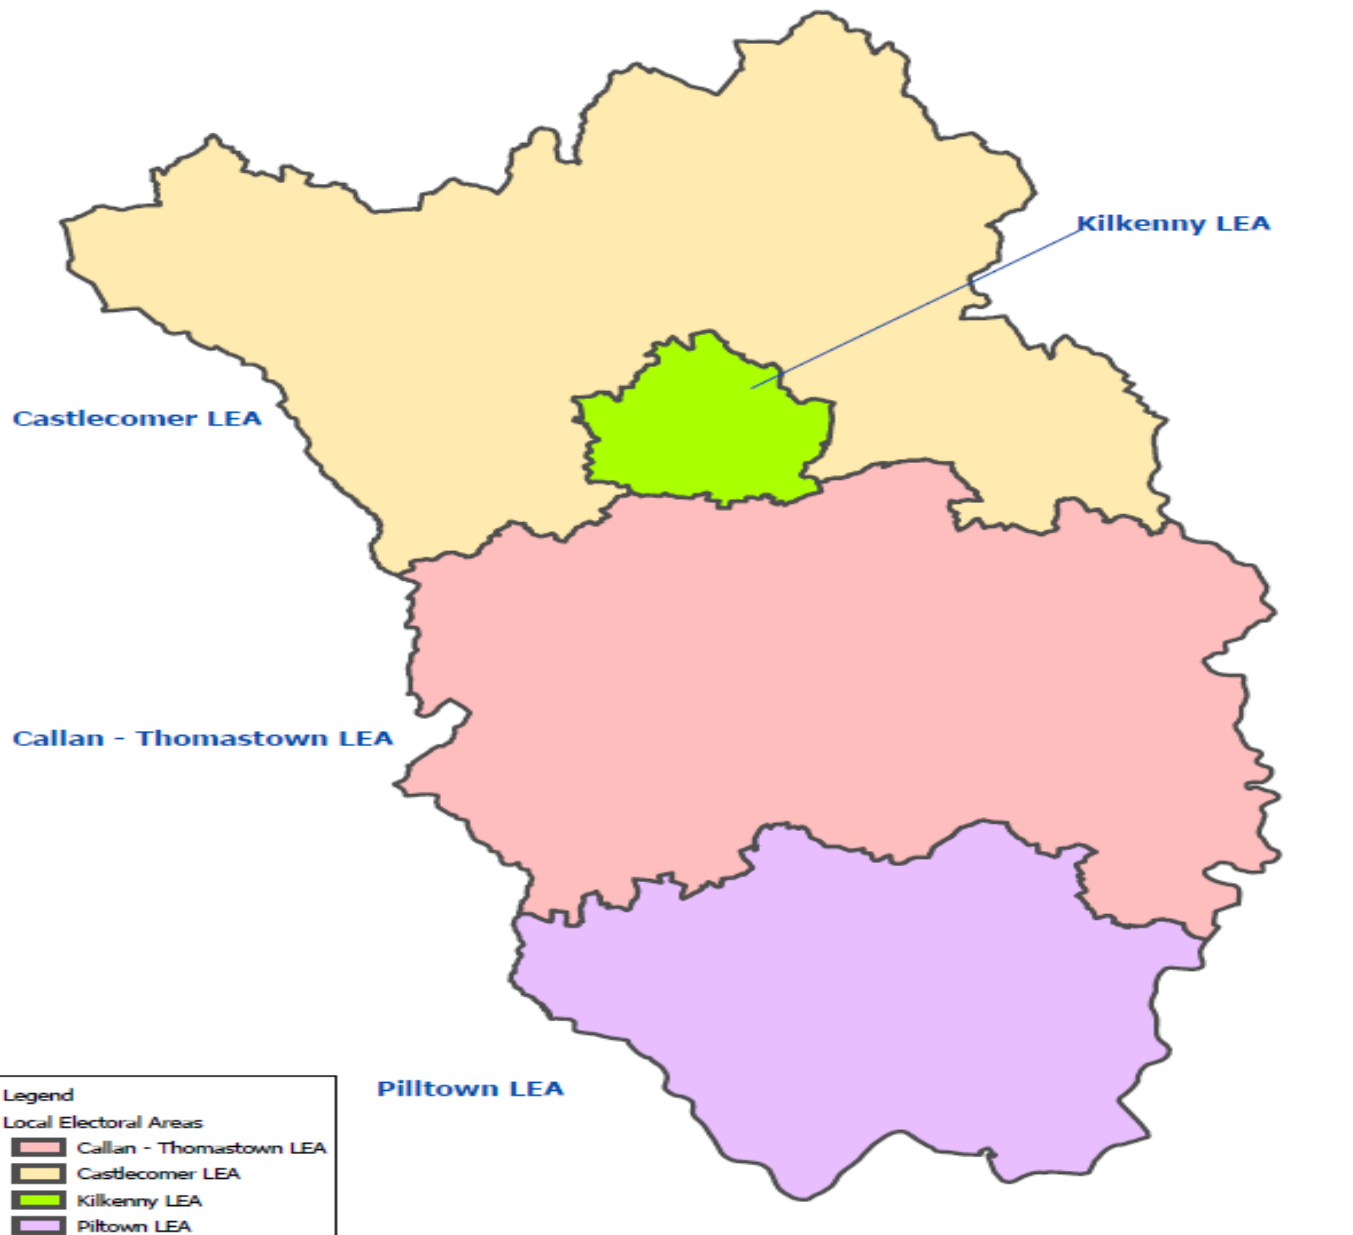 Kilkenny LEA
Castlecomer LEA
Callan - Thomastown LEA
Pilltown LEA
Legend
Local Electoral Areas
Callan - Thomastown LEA
Castlecomer LEA
Kilkenny LEA
Piltown LEA